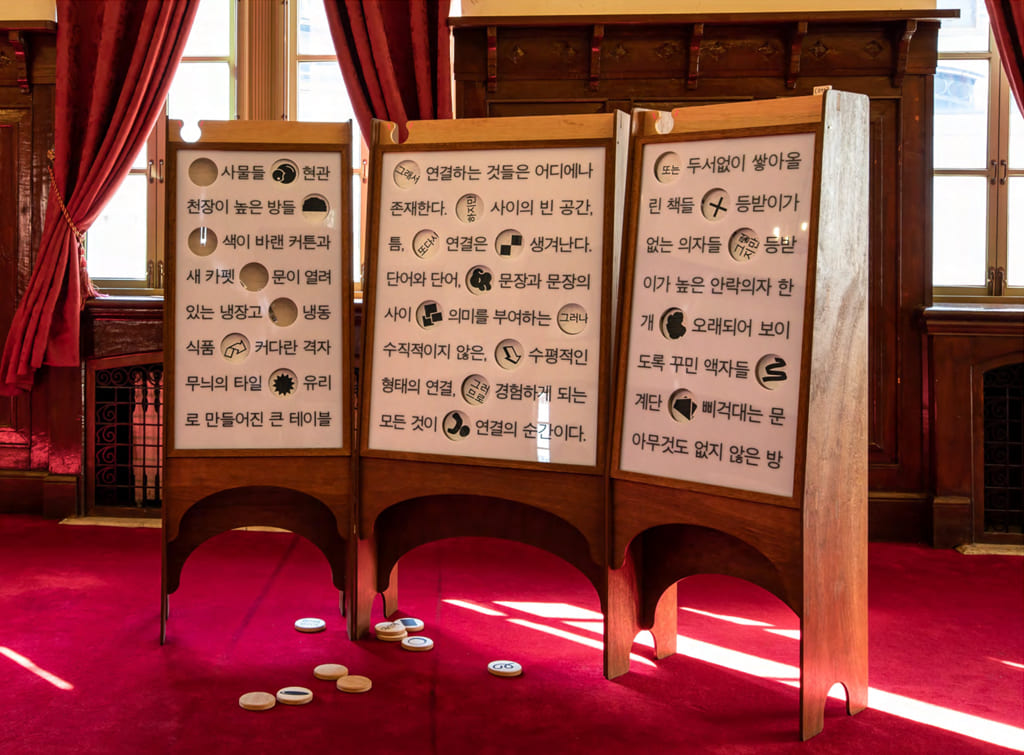 사물들 현관
천장이 높은 방들
색이 바랜 커튼과
새 카펫 문이 열려
있는 냉장고 냉동
식품 커다란 격자
무늬의 타일 유리
로 만들어진 큰 테이블
그래서 연결하는 것들은 어디에나
존재한다. 하지만 사이의 빈 공간,
틈, 또다시 연결은 생겨난다.
단어와 단어, 문장과 문장의
사이 의미를 부여하는 그러나
수직적이지 않은, 수평적인
형태의 연결, 그러므로 경험하게 되는
모든 것이 연결의 순간이다.
또는 두서없이 쌓아올
린 책들 등받이가
없는 의자들 등받
이가 높은 안락의자 한
개 오래되어 보이
도록 꾸민 액자들
계단 삐걱대는 문
아무것도 없지 않은 방